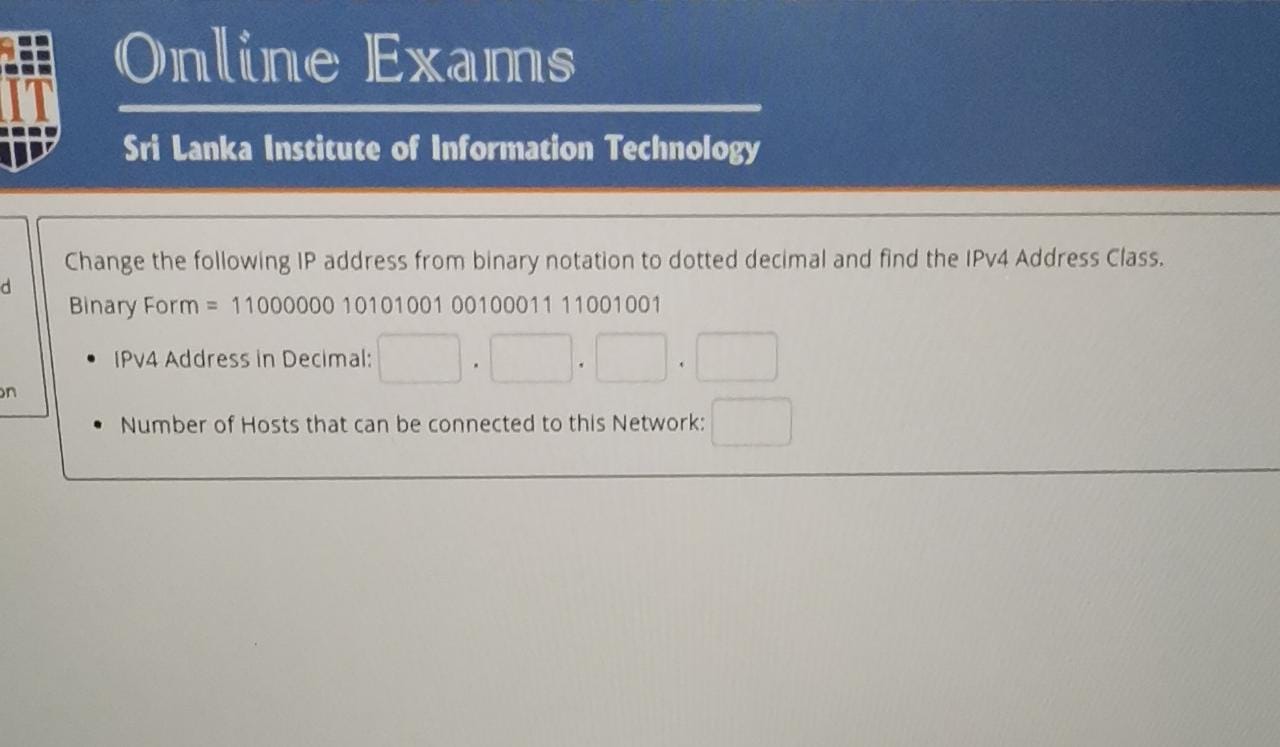 IIT
Online Exams
Sri Lanka Institute of Information Technology
d
on
Change the following IP address from binary notation to dotted decimal and find the IPv4 Address Class.
Binary Form = 11000000 10101001 00100011 11001001
• IPv4 Address in Decimal: . . .
• Number of Hosts that can be connected to this Network: